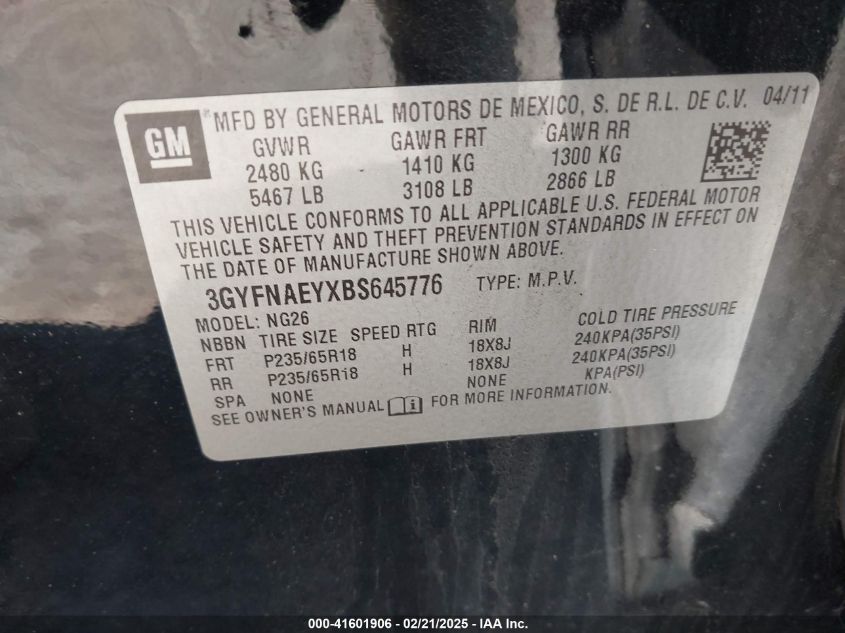 GM
MFD BY GENERAL MOTORS DE MEXICO, S. DE R.L. DE C.V. 04/11
GVWR GAWR FRT GAWR RR
2480 KG 1410 KG 1300 KG
5467 LB 3108 LB 2866 LB
THIS VEHICLE CONFORMS TO ALL APPLICABLE U.S. FEDERAL MOTOR
VEHICLE SAFETY AND THEFT PREVENTION STANDARDS IN EFFECT ON
THE DATE OF MANUFACTURE SHOWN ABOVE.
3GYFNAEYXBS645776 TYPE: M.P.V.
MODEL: NG26
NBBN TIRE SIZE SPEED RTG RIM COLD TIRE PRESSURE
FRT P235/65R18 H 18X8J 240KPA(35PSI)
RR P235/65R18 H 18X8J 240KPA(35PSI)
SPA NONE NONE KPA(PSI)
SEE OWNER'S MANUAL FOR MORE INFORMATION.
000-41601906 - 02/21/2025 - IAA Inc.